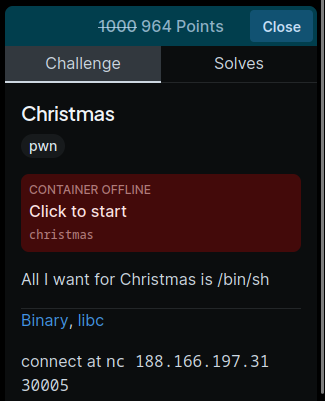 1000 964 Points
Close
Challenge
Solves
Christmas
pwn
CONTAINER OFFLINE
Click to start
christmas
All I want for Christmas is /bin/sh
Binary, libc
connect at nc 188.166.197.31
30005